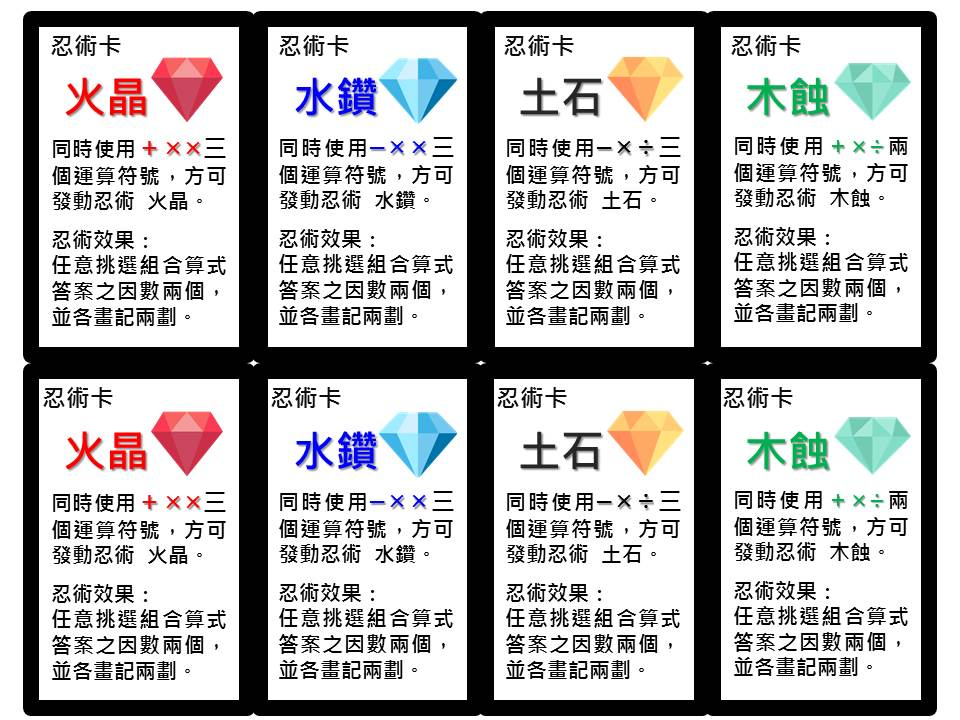 忍術卡
火晶
同時使用+××三
個運算符號，方可
發動忍術 火晶。
忍術效果：
任意挑選組合算式
答案之因數兩個，
並各畫記兩劃。
忍術卡
水鑽
同時使用−××三
個運算符號，方可
發動忍術 水鑽。
忍術效果：
任意挑選組合算式
答案之因數兩個，
並各畫記兩劃。
忍術卡
土石
同時使用−×÷三
個運算符號，方可
發動忍術 土石。
忍術效果：
任意挑選組合算式
答案之因數兩個，
並各畫記兩劃。
忍術卡
木蝕
同時使用+×÷兩
個運算符號，方可
發動忍術 木蝕。
忍術效果：
任意挑選組合算式
答案之因數兩個，
並各畫記兩劃。
忍術卡
火晶
同時使用+××三
個運算符號，方可
發動忍術 火晶。
忍術效果：
任意挑選組合算式
答案之因數兩個，
並各畫記兩劃。
忍術卡
水鑽
同時使用−××三
個運算符號，方可
發動忍術 水鑽。
忍術效果：
任意挑選組合算式
答案之因數兩個，
並各畫記兩劃。
忍術卡
土石
同時使用−×÷三
個運算符號，方可
發動忍術 土石。
忍術效果：
任意挑選組合算式
答案之因數兩個，
並各畫記兩劃。
忍術卡
木蝕
同時使用+×÷兩
個運算符號，方可
發動忍術 木蝕。
忍術效果：
任意挑選組合算式
答案之因數兩個，
並各畫記兩劃。